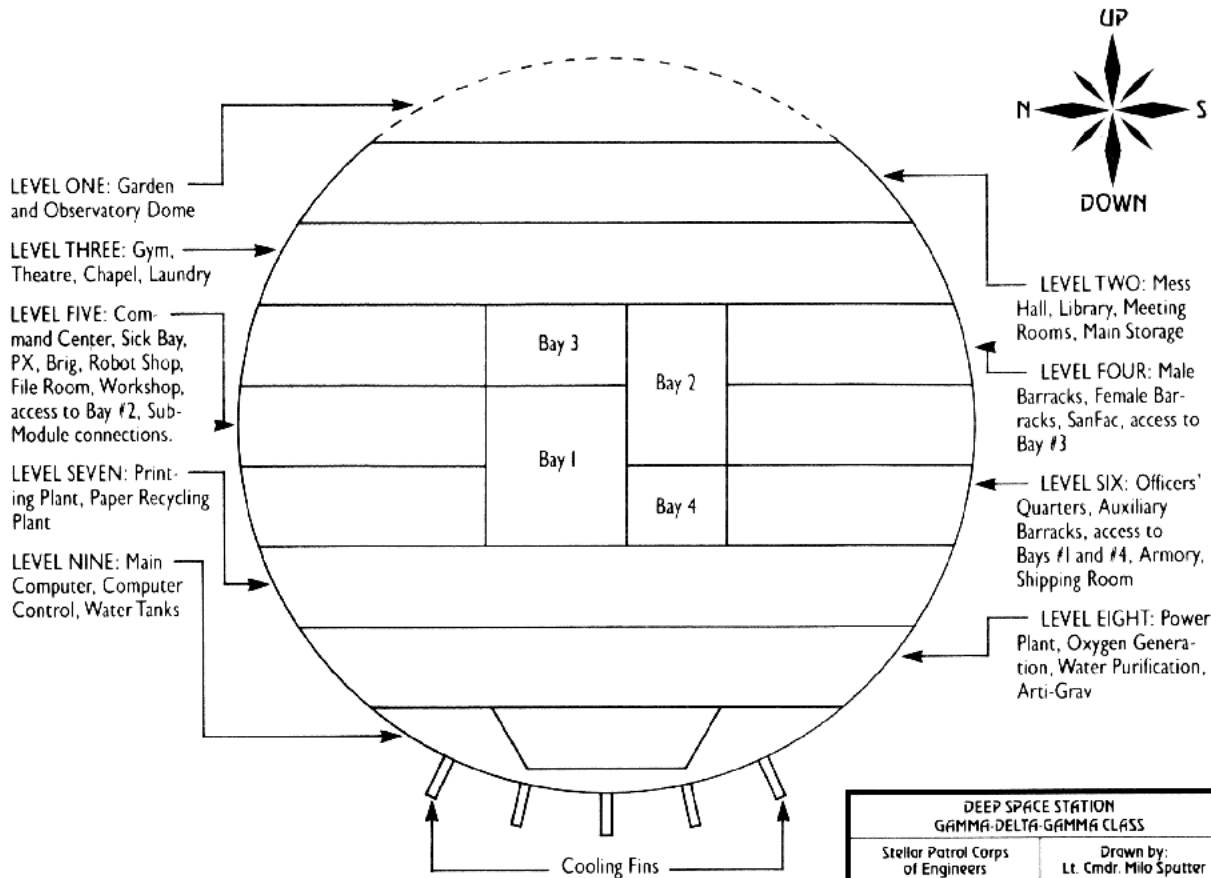 UP
N
S
DOWN
LEVEL ONE: Garden
and Observatory Dome
LEVEL THREE: Gym,
Theatre, Chapel, Laundry
LEVEL FIVE: Com-
mand Center, Sick Bay,
PX, Brig, Robot Shop,
File Room, Workshop,
access to Bay #2, Sub-
Module connections.
LEVEL SEVEN: Print-
ing Plant, Paper Recycling
Plant
LEVEL NINE: Main
Computer, Computer
Control, Water Tanks
Bay 3
Bay 2
Bay 1
Bay 4
LEVEL TWO: Mess
Hall, Library, Meeting
Rooms, Main Storage
LEVEL FOUR: Male
Barracks, Female Bar-
racks, SanFac, access to
Bay #3
LEVEL SIX: Officers'
Quarters, Auxiliary
Barracks, access to
Bays #1 and #4, Armory,
Shipping Room
LEVEL EIGHT: Power
Plant, Oxygen Genera-
tion, Water Purification,
Arti-Grav
Cooling Fins
DEEP SPACE STATION
GAMMA-DELTA-GAMMA CLASS
Stellar Patrol Corps
of Engineers
Drawn by:
Lt. Cmdr. Milo Sputter